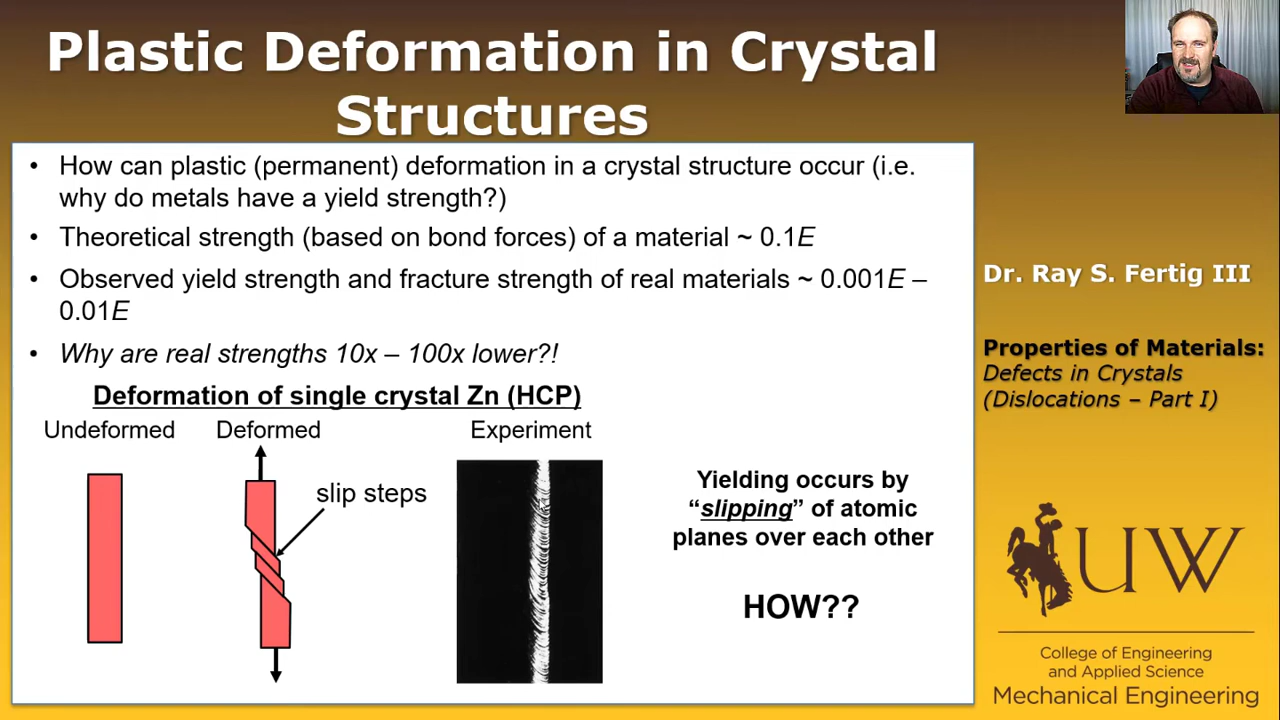 Plastic Deformation in Crystal
Structures
• How can plastic (permanent) deformation in a crystal structure occur (i.e.
why do metals have a yield strength?)
• Theoretical strength (based on bond forces) of a material ~ 0.1E
• Observed yield strength and fracture strength of real materials ~ 0.001E –
0.01E
• Why are real strengths 10x – 100x lower?!
Deformation of single crystal Zn (HCP)
Undeformed
Deformed
Experiment
slip steps
Yielding occurs by
“slipping” of atomic
planes over each other
HOW??
Dr. Ray S. Fertig III
Properties of Materials:
Defects in Crystals
(Dislocations – Part I)
UW
College of Engineering
and Applied Science
Mechanical Engineering